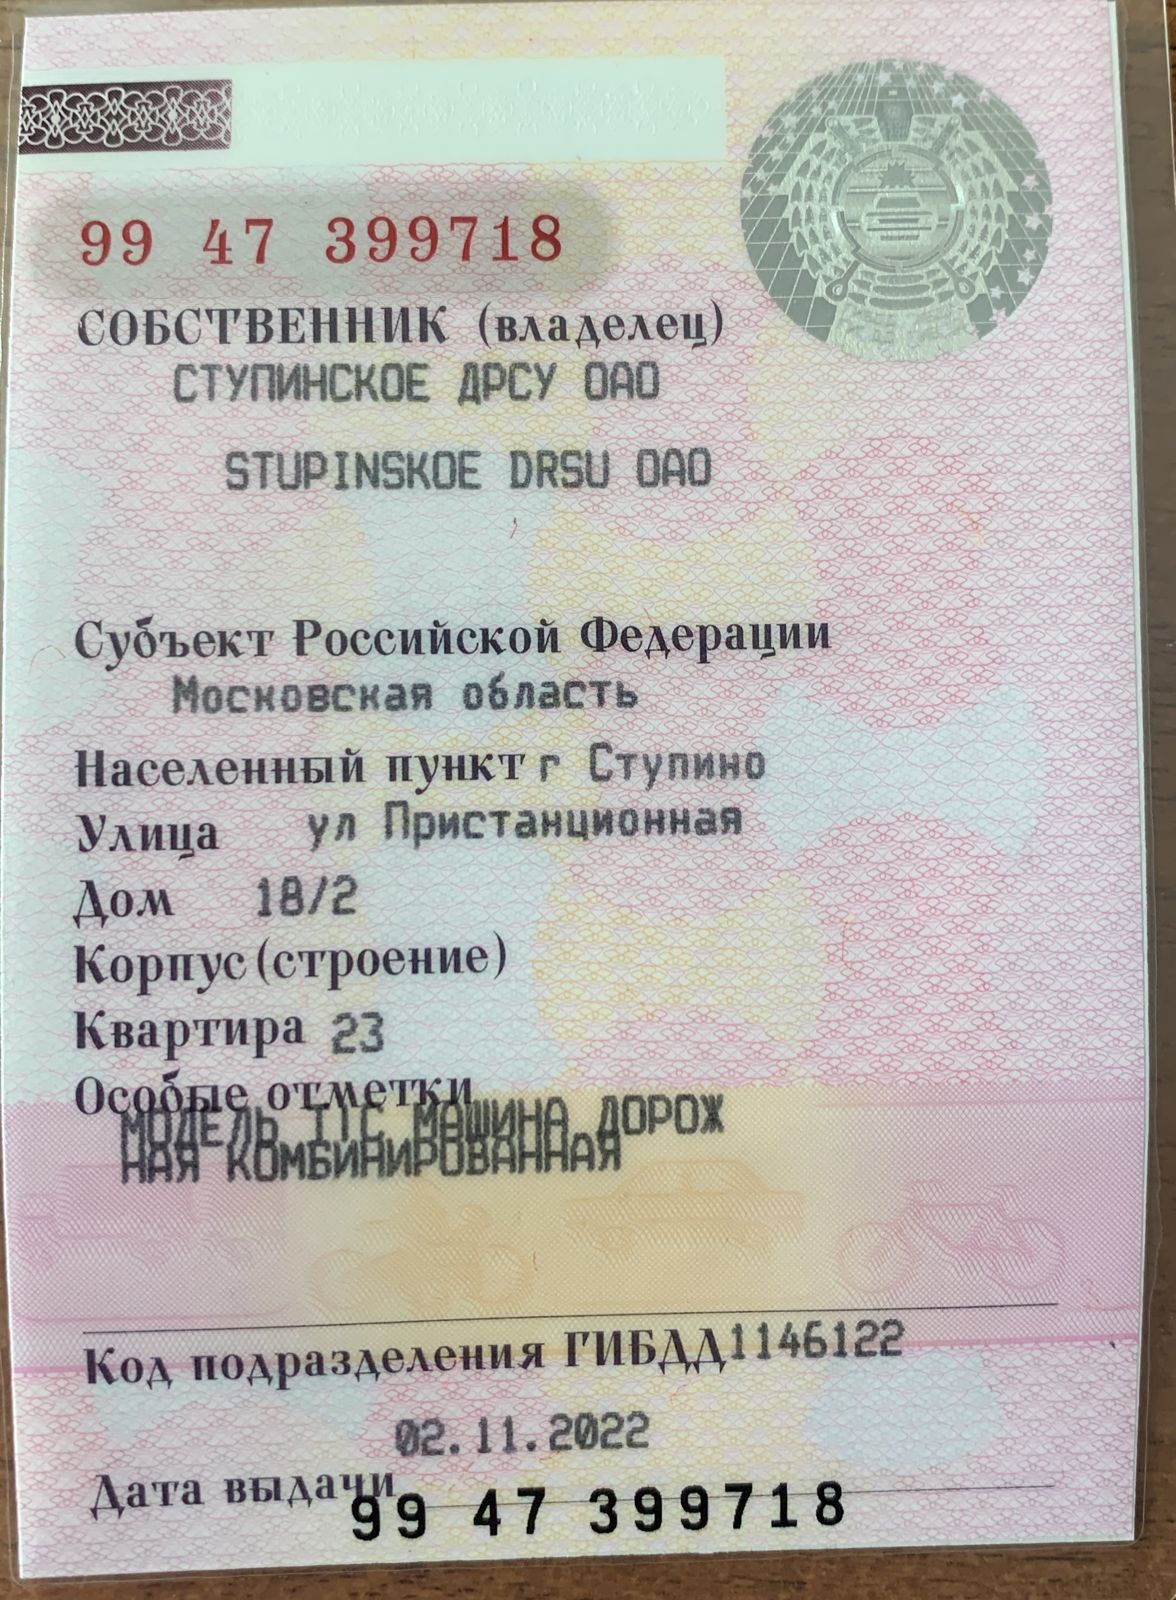 99 47 399718
СОБСТВЕННИК (владелец)
СТУПИНСКОЕ ДРСУ ОАО
STUPINSKOE DRSU OAO
Субъект Российской Федерации
Московская область
Населенный пункт г Ступино
Улица ул Пристанционная
Дом 18/2
Корпус (строение)
Квартира 23
Особые отметки
МОДЕЛЬ ТТС МАШИНА ДОРОЖ
НАЯ КОМБИНИРОВАННАЯ
Код подразделения ГИБДД 1146122
02.11.2022
Дата выдачи
99 47 399718